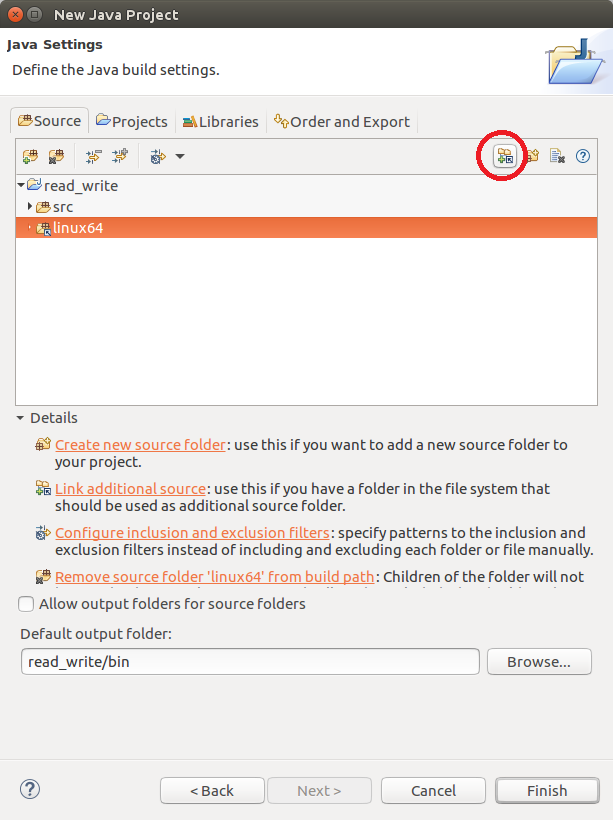 New Java Project
Java Settings
Define the Java build settings.
Source Projects Libraries Order and Export
read_write
src
linux64
Details
Create new source folder: use this if you want to add a new source folder to
your project.
Link additional source: use this if you have a folder in the file system that
should be used as additional source folder.
Configure inclusion and exclusion filters: specify patterns to the inclusion and
exclusion filters instead of including and excluding each folder or file manually.
Remove source folder 'linux64' from build path: Children of the folder will not
Allow output folders for source folders
Default output folder:
read_write/bin Browse...
< Back Next > Cancel Finish